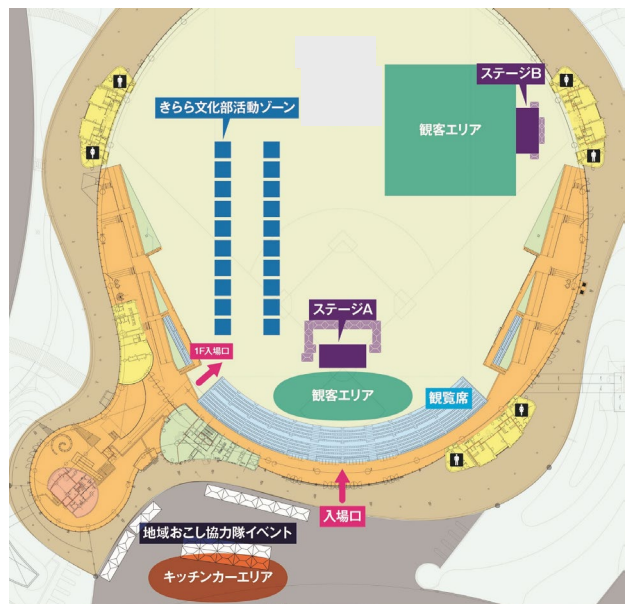 ステージB
きらら文化部活動ゾーン
観客エリア
ステージA
1F入場口
観客エリア
観覧席
入場口
地域おこし協力隊イベント
キッチンカーエリア